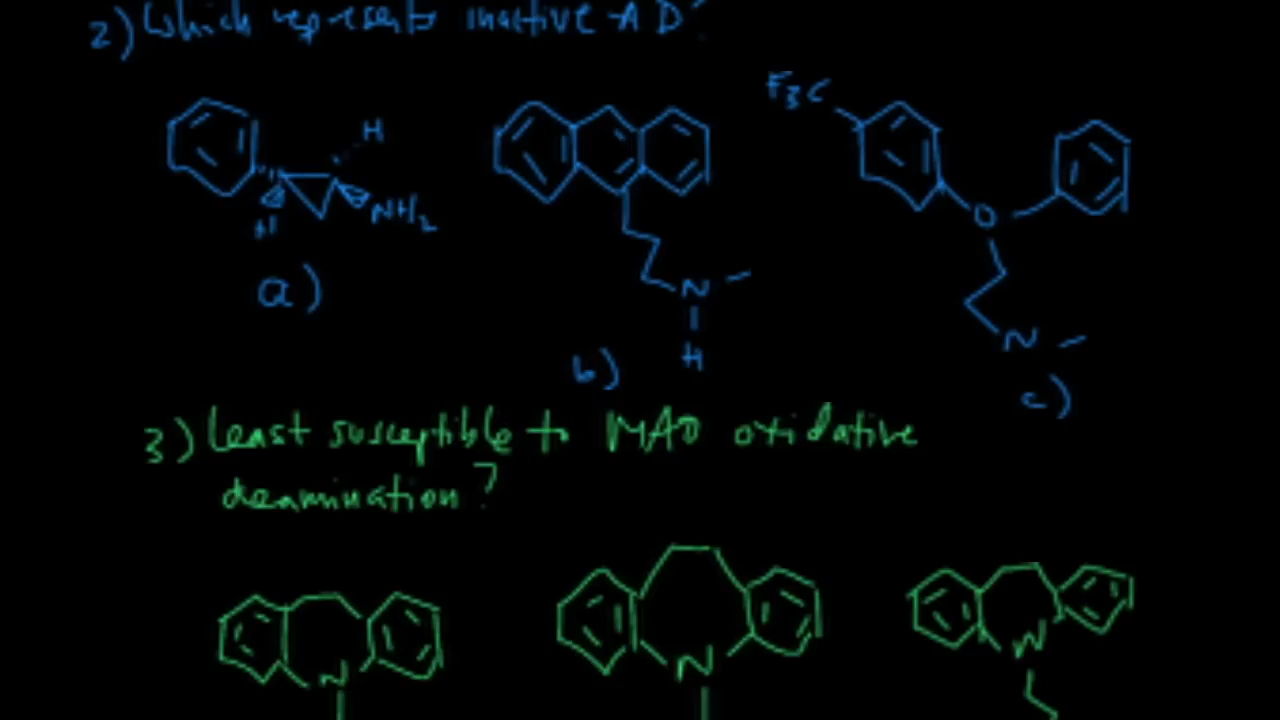 2) Which represents inactive AD?
F3C
H
H
NH2
O
N
H
N
a)
b)
c)
3) Least susceptible to MAO oxidative
deamination?
N
N
N